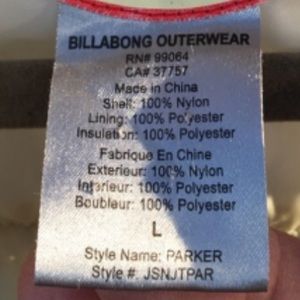 BILLABONG OUTERWEAR
RN# 99064
CA# 37757
Made in China
Shell: 100% Nylon
Lining: 100% Polyester
Insulation: 100% Polyester
Fabrique En Chine
Exterieur: 100% Nylon
Interieur: 100% Polyester
Boubleur: 100% Polyester
L
Style Name: PARKER
Style #: JSNJTPAR